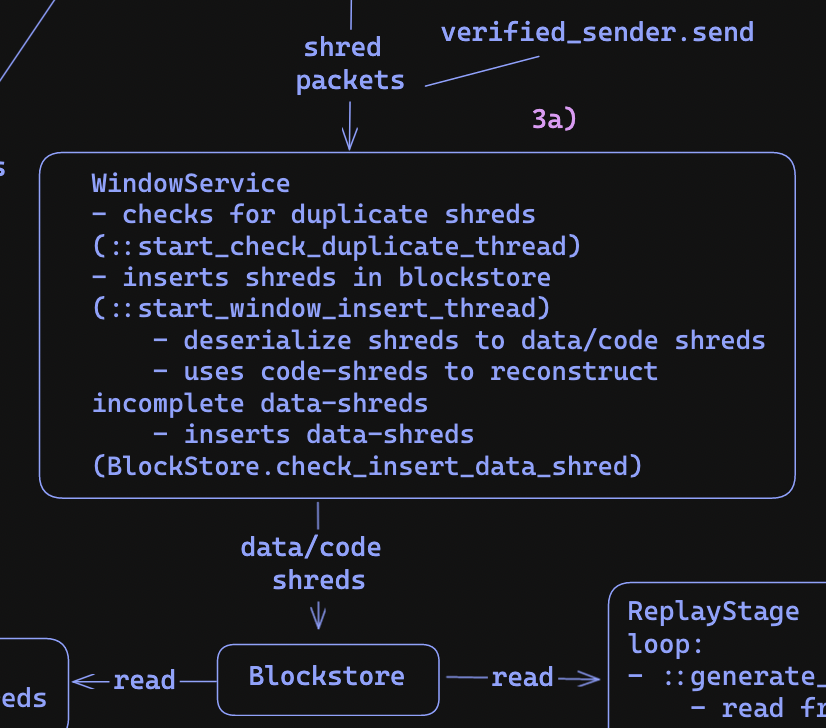 verified_sender.send
shred
packets
3a)
s
WindowService
- checks for duplicate shreds
(::start_check_duplicate_thread)
- inserts shreds in blockstore
(::start_window_insert_thread)
- deserialize shreds to data/code shreds
- uses code-shreds to reconstruct
incomplete data-shreds
- inserts data-shreds
(BlockStore.check_insert_data_shred)
data/code
shreds
ReplayStage
loop:
- ::generate_
- read fr
read
Blockstore
read
eds